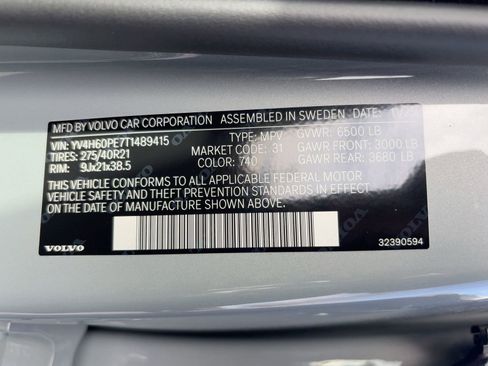 MFD BY VOLVO CAR CORPORATION ASSEMBLED IN SWEDEN
VIN: YV4H60PE7T1489415 TYPE: MPV GVWR: 6500 LB
TIRES: 275/40R21 MARKET CODE: 31 GAWR FRONT: 3000 LB
RIM: 9Jx21x38.5 COLOR: 740 GAWR REAR: 3680 LB
THIS VEHICLE CONFORMS TO ALL APPLICABLE FEDERAL MOTOR
VEHICLE SAFETY AND THEFT PREVENTION STANDARDS IN EFFECT
ON THE DATE OF MANUFACTURE SHOWN ABOVE.
VOLVO 32390594